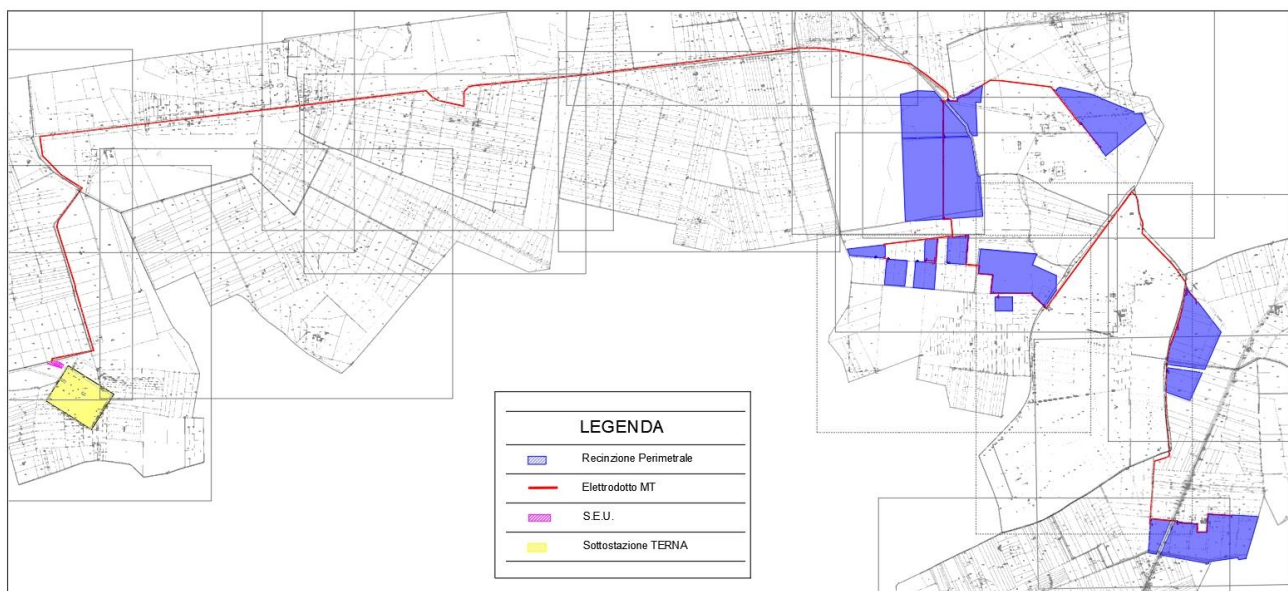 LEGENDA
Recinzione Perimetrale
Elettrodotto MT
S.E.U.
Sottostazione TERNA